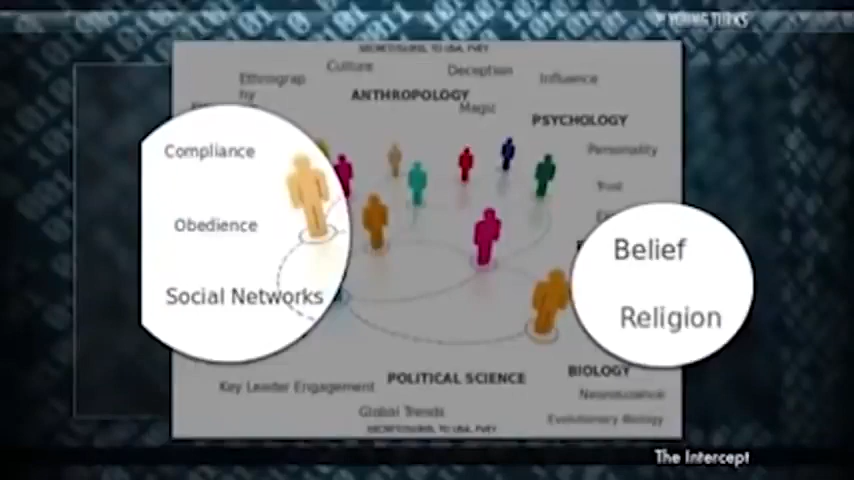 YOUNG TURKS
SECRET//SI//REL TO USA, FVEY
Culture
Deception
Influence
Ethnograp
hy
ANTHROPOLOGY
Magic
PSYCHOLOGY
Compliance
Personality
Trust
Obedience
Belief
Social Networks
Religion
POLITICAL SCIENCE
BIOLOGY
Key Leader Engagement
Neuroscience
Global Trends
Evolutionary Biology
SECRET//SI//REL TO USA, FVEY
The Intercept